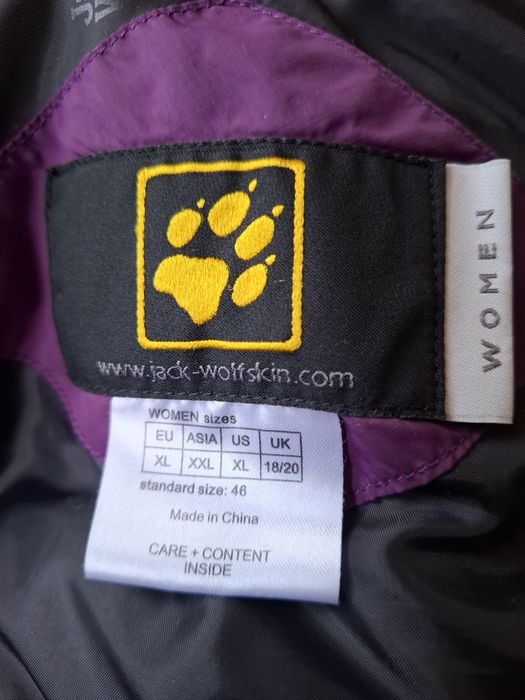 www.jack-wolfskin.com
WOMEN
WOMEN sizes
EU ASIA US UK
XL XXL XL 18/20
standard size: 46
Made in China
CARE + CONTENT
INSIDE